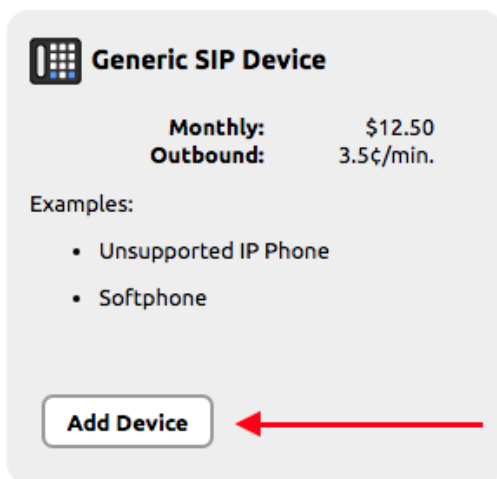 Generic SIP Device
Monthly: $12.50
Outbound: 3.5¢/min.
Examples:
• Unsupported IP Phone
• Softphone
Add Device